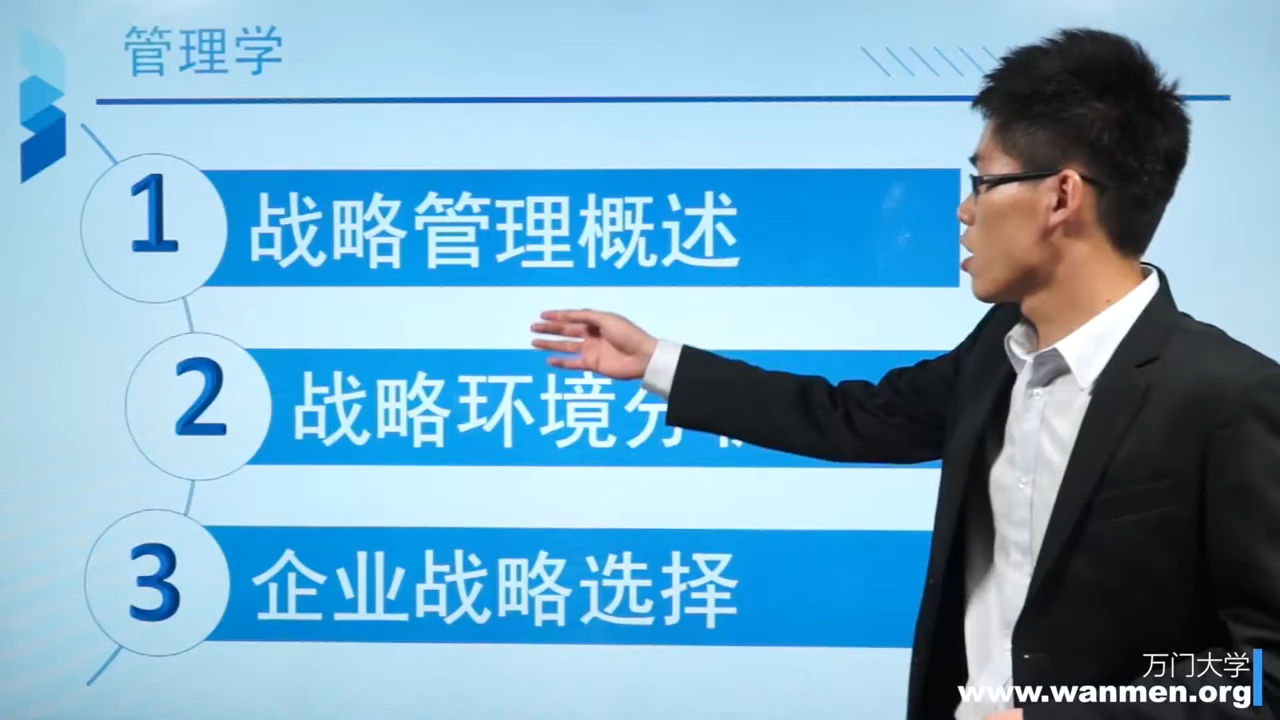 管理学
1 战略管理概述
2 战略环境分
3 企业战略选择
万门大学
www.wanmen.org